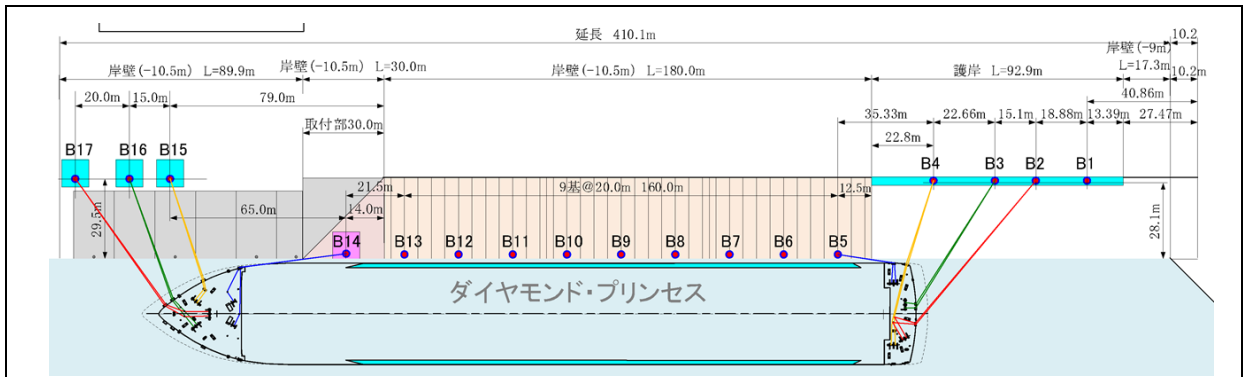 延長 410.1m
10.2
岸壁(-10.5m) L=89.9m
岸壁(-10.5m) L=30.0m
岸壁(-10.5m) L=180.0m
護岸 L=92.9m
岸壁(-9m)
L=17.3m
10.2m
20.0m
15.0m
79.0m
40.86m
取付部30.0m
35.33m
22.66m
15.1m
18.88m
13.39m
27.47m
22.8m
B17
B16
B15
B4
B3
B2
B1
21.5m
9基@20.0m 160.0m
12.5m
65.0m
14.0m
29.5m
28.1m
B14
B13
B12
B11
B10
B9
B8
B7
B6
B5
ダイヤモンド・プリンセス